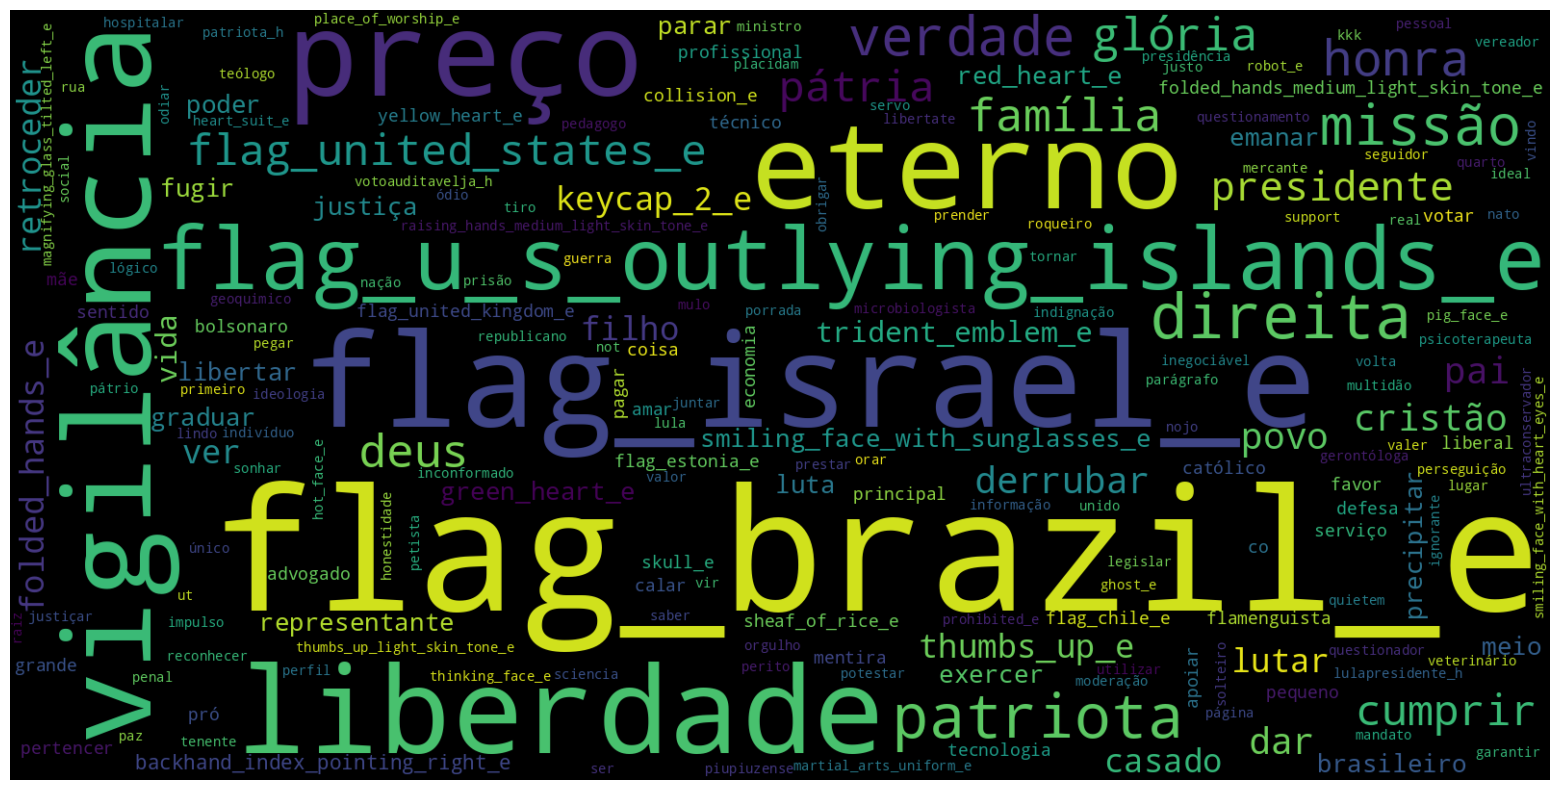 hospitalar
place_of_worship_e
parar
ministro
verdade
glória
pessoal
kkk
vereador
patriota_h
preço
profissional
placidam
presidência
justo
honra
robot_e
retroceder
magnifying_glass_tilted_left_e
vigilância
teólogo
rua
odiar
poder
heart_suit_e
collision_e
yellow_heart_e
pedagogo
técnico
pátria
red_heart_e
folded_hands_medium_light_skin_tone_e
servo
libertate
família
questionamento
emanar
missão
vindo
flag_united_states_e
eterno
seguidor
mercante
quarto
ideal
social
fugir
votoauditavelja_h
ódio
justiça
tiro
keycap_2_e
obrigar
presidente
prender
roqueiro
support
real
votar
nato
raising_hands_medium_light_skin_tone_e
flag_u_s_outlying_islands_e
guerra
tornar
lógico
nação
prisão
mãe
geoquimico
mulo
microbiologista
sentido
flag_united_kingdom_e
porrada
indignação
direita
pig_face_e
vida
bolsonaro
pegar
republicano
filho
not
coisa
economia
trident_emblem_e
psicoterapeuta
folded_hands_e
libertar
flag_israel_e
inegociável
volta
parágrafo
pai
pátrio
primeiro
ideologia
pagar
amar
juntar
multidão
ultraconservador
smiling_face_with_heart_eyes_e
graduar
lula
cristão
lindo
indivíduo
smiling_face_with_sunglasses_e
nojo
povo
valer
liberal
ver
deus
hot_face_e
sonhar
inconformado
flag_estonia_e
prestar
orar
católico
gerontóloga
perseguição
valor
luta
principal
derrubar
favor
lugar
green_heart_e
informação
unido
defesa
precipitar
ignorante
serviço
flag_brazil_e
único
honestidade
petista
advogado
skull_e
calar
vir
legislar
ghost_e
co
ut
quietem
raiz
justiçar
impulso
representante
saber
sheaf_of_rice_e
prohibited_e
flag_chile_e
flamenguista
thumbs_up_light_skin_tone_e
orgulho
thumbs_up_e
meio
reconhecer
mentira
lutar
questionador
veterinário
grande
penal
perfil
thinking_face_e
sciencia
perito
potestar
exercer
moderação
utilizar
apoiar
solteiro
lulapresidente_h
pequeno
liberdade
pró
patriota
página
cumprir
paz
tenente
mandato
pertencer
tecnologia
dar
garantir
backhand_index_pointing_right_e
ser
piupiuzense
martial_arts_uniform_e
casado
brasileiro